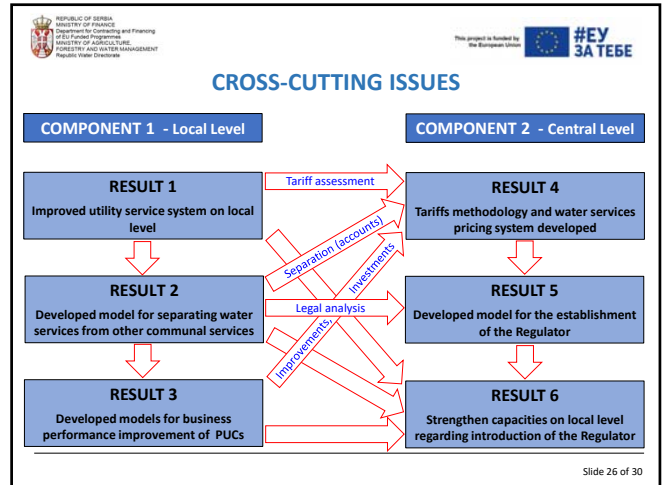 REPUBLIC OF SERBIA
MINISTRY OF FINANCE
Department for Contracting and Financing
of EU Funded Programmes
MINISTRY OF AGRICULTURE,
FORESTRY AND WATER MANAGEMENT
Republic Water Directorate
This project is funded by
the European Union
#ЕУ
ЗА ТЕБЕ
CROSS-CUTTING ISSUES
COMPONENT 1 - Local Level
COMPONENT 2 - Central Level
RESULT 1
Improved utility service system on local
level
Tariff assessment
RESULT 4
Tariffs methodology and water services
pricing system developed
Separation (accounts)
Improvements, Investments
RESULT 2
Developed model for separating water
services from other communal services
Legal analysis
RESULT 5
Developed model for the establishment
of the Regulator
RESULT 3
Developed models for business
performance improvement of PUCs
RESULT 6
Strengthen capacities on local level
regarding introduction of the Regulator
Slide 26 of 30